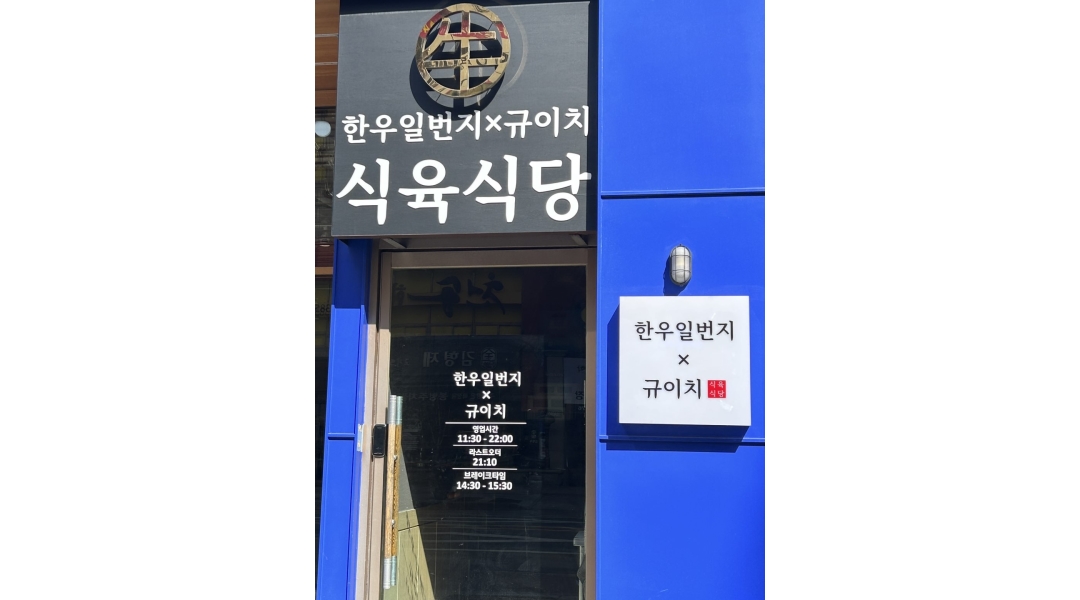 牛
한우일번지×규이치
식육식당
한우일번지
×
규이치
영업시간
11:30 - 22:00
라스트오더
21:10
브레이크타임
14:30 - 15:30
한우일번지
×
규이치
식육
식당